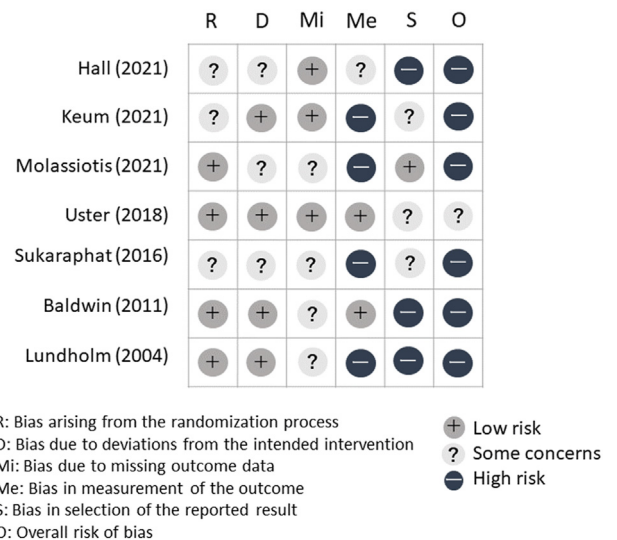 R D Mi Me S O
Hall (2021) ? ? + ? − −
Keum (2021) ? + + − ? −
Molassiotis (2021) + ? ? − + −
Uster (2018) + + + + ? ?
Sukaraphat (2016) ? ? ? − ? −
Baldwin (2011) + + ? + − −
Lundholm (2004) + + ? − − −
R: Bias arising from the randomization process
D: Bias due to deviations from the intended intervention
Mi: Bias due to missing outcome data
Me: Bias in measurement of the outcome
S: Bias in selection of the reported result
O: Overall risk of bias
+ Low risk
? Some concerns
− High risk